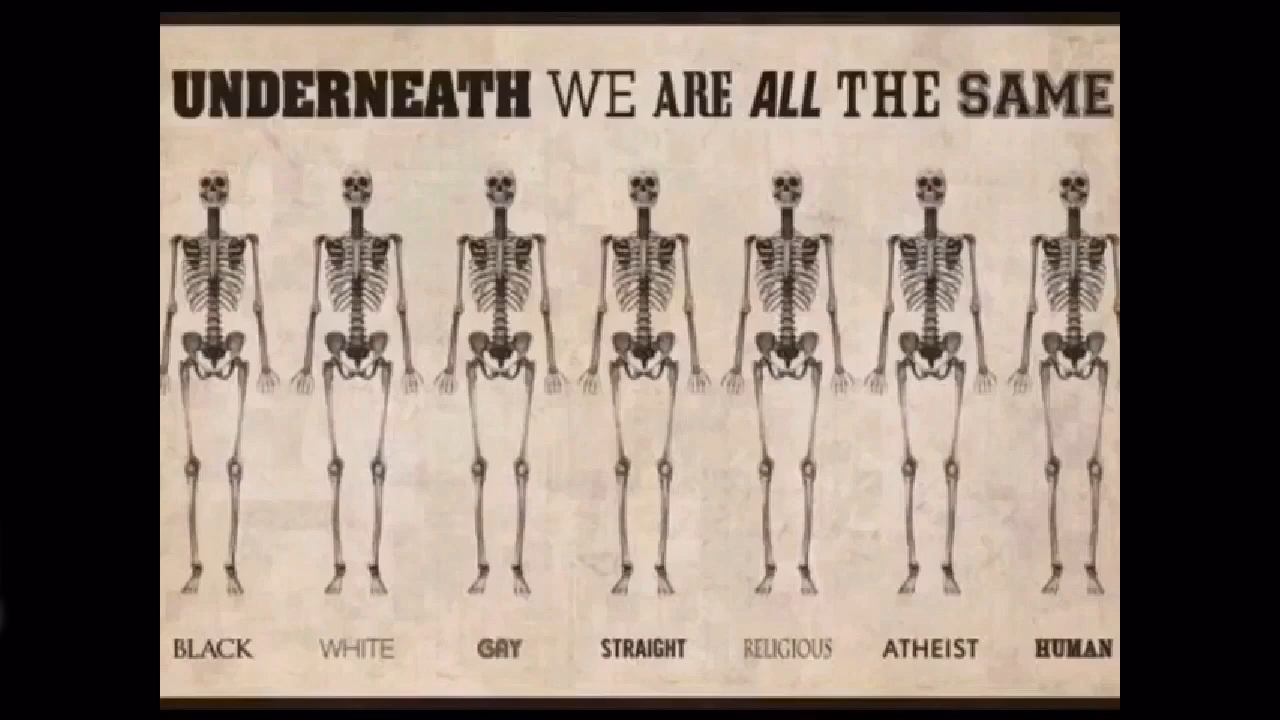 UNDERNEATH WE ARE ALL THE SAME
BLACK WHITE GAY STRAIGHT RELIGIOUS ATHEIST HUMAN